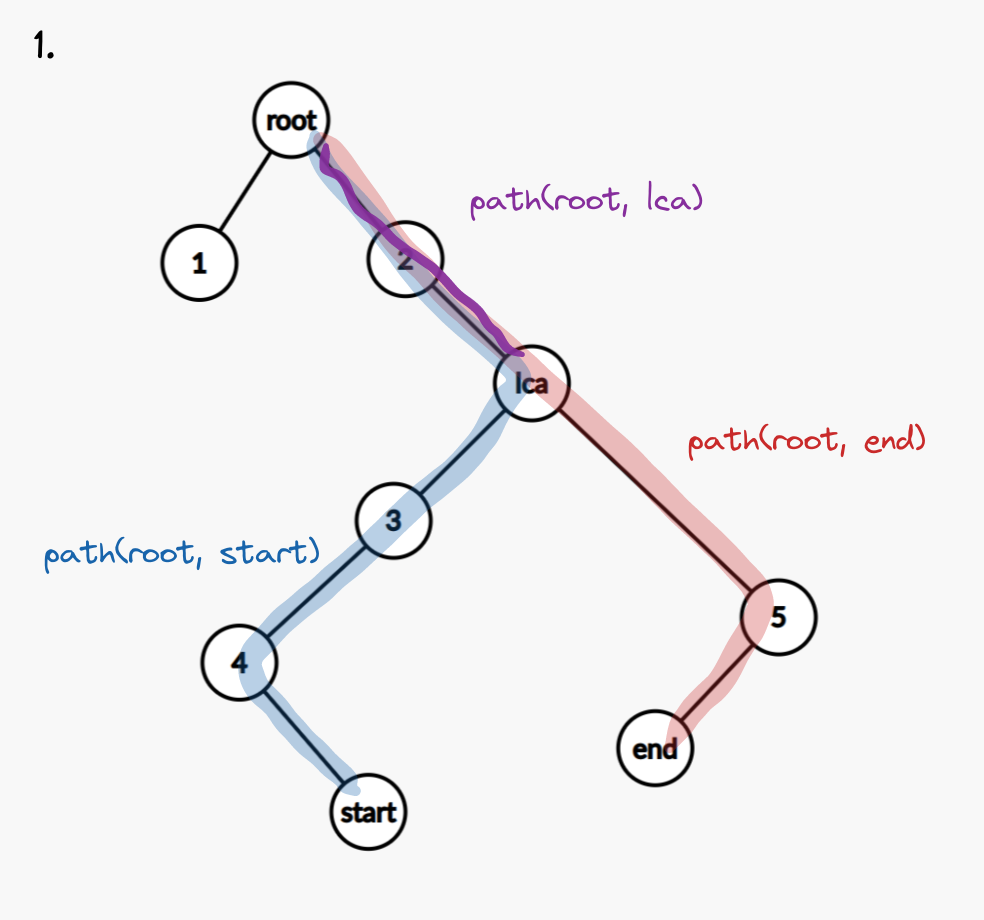 1.
root
path(root, lca)
1
2
lca
path(root, end)
3
path(root, start)
5
4
end
start